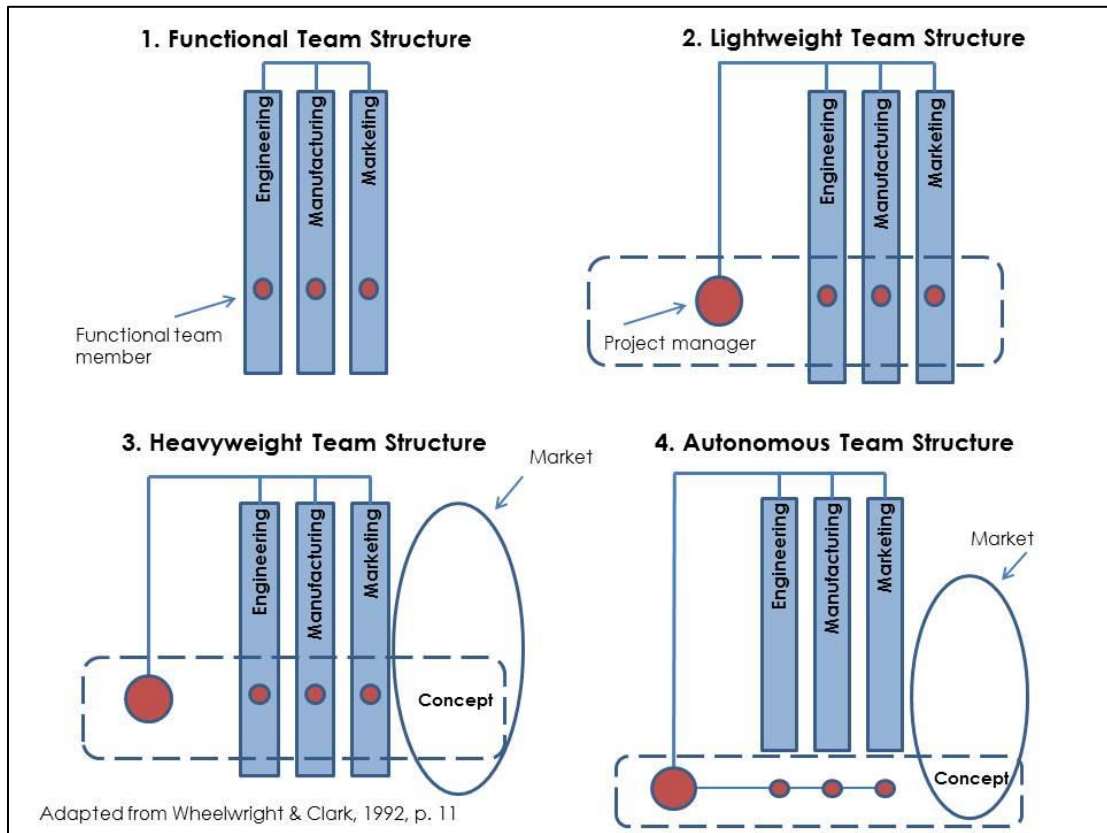 1. Functional Team Structure
Engineering
Manufacturing
Marketing
Functional team
member
2. Lightweight Team Structure
Engineering
Manufacturing
Marketing
Project manager
3. Heavyweight Team Structure
Market
Engineering
Manufacturing
Marketing
Concept
4. Autonomous Team Structure
Market
Engineering
Manufacturing
Marketing
Concept
Adapted from Wheelwright & Clark, 1992, p. 11